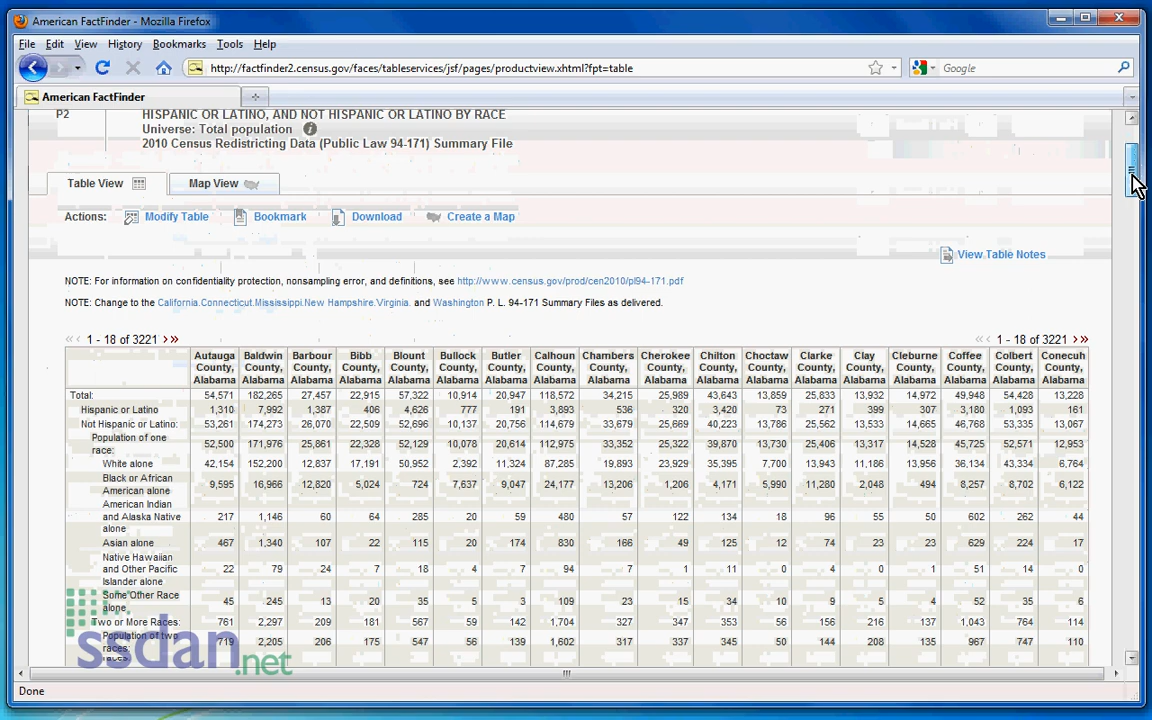 American FactFinder - Mozilla Firefox
File Edit View History Bookmarks Tools Help
http://factfinder2.census.gov/faces/tableservices/jsf/pages/productview.xhtml?fpt=table
Google
American FactFinder
P2 HISPANIC OR LATINO, AND NOT HISPANIC OR LATINO BY RACE
Universe: Total population
2010 Census Redistricting Data (Public Law 94-171) Summary File
Table View Map View
Actions: Modify Table Bookmark Download Create a Map
View Table Notes
NOTE: For information on confidentiality protection, nonsampling error, and definitions, see http://www.census.gov/prod/cen2010/pl94-171.pdf
NOTE: Change to the California.Connecticut.Mississippi.New Hampshire.Virginia. and Washington P. L. 94-171 Summary Files as delivered.
1 - 18 of 3221 1 - 18 of 3221
Autauga Baldwin Barbour Bibb Blount Bullock Butler Calhoun Chambers Cherokee Chilton Choctaw Clarke Clay Cleburne Coffee Colbert Conecuh
County, County, County, County, County, County, County, County, County, County, County, County, County, County, County, County, County, County,
Alabama Alabama Alabama Alabama Alabama Alabama Alabama Alabama Alabama Alabama Alabama Alabama Alabama Alabama Alabama Alabama Alabama Alabama
Total: 54,571 182,265 27,457 22,915 57,322 10,914 20,947 118,572 34,215 25,989 43,643 13,859 25,833 13,932 14,972 49,948 54,428 13,228
Hispanic or Latino 1,310 7,992 1,387 406 4,626 777 191 3,893 536 320 3,420 73 271 399 307 3,180 1,093 161
Not Hispanic or Latino: 53,261 174,273 26,070 22,509 52,696 10,137 20,756 114,679 33,679 25,669 40,223 13,786 25,562 13,533 14,665 46,768 53,335 13,067
Population of one
race: 52,500 171,976 25,861 22,328 52,129 10,078 20,614 112,975 33,352 25,322 39,870 13,730 25,406 13,317 14,528 45,725 52,571 12,953
White alone 42,154 152,200 12,837 17,191 50,952 2,392 11,324 87,285 19,893 23,929 35,395 7,700 13,943 11,186 13,956 36,134 43,334 6,764
Black or African
American alone 9,595 16,966 12,820 5,024 724 7,637 9,047 24,177 13,206 1,206 4,171 5,990 11,280 2,048 494 8,257 8,702 6,122
American Indian
and Alaska Native 217 1,146 60 64 285 20 59 480 57 122 134 18 96 55 50 602 262 44
alone
Asian alone 467 1,340 107 22 115 20 174 830 166 49 125 12 74 23 23 629 224 17
Native Hawaiian
and Other Pacific 22 79 24 7 18 4 7 94 7 1 11 0 4 0 1 51 14 0
Islander alone
Some Other Race
alone 45 245 13 20 35 5 3 109 23 15 34 10 9 5 4 52 35 6
Two or More Races: 761 2,297 209 181 567 59 142 1,704 327 347 353 56 156 216 137 1,043 764 114
Population of two
races: 719 2,205 206 175 547 56 139 1,602 317 337 345 50 144 208 135 967 747 110
ssdan.net
Done